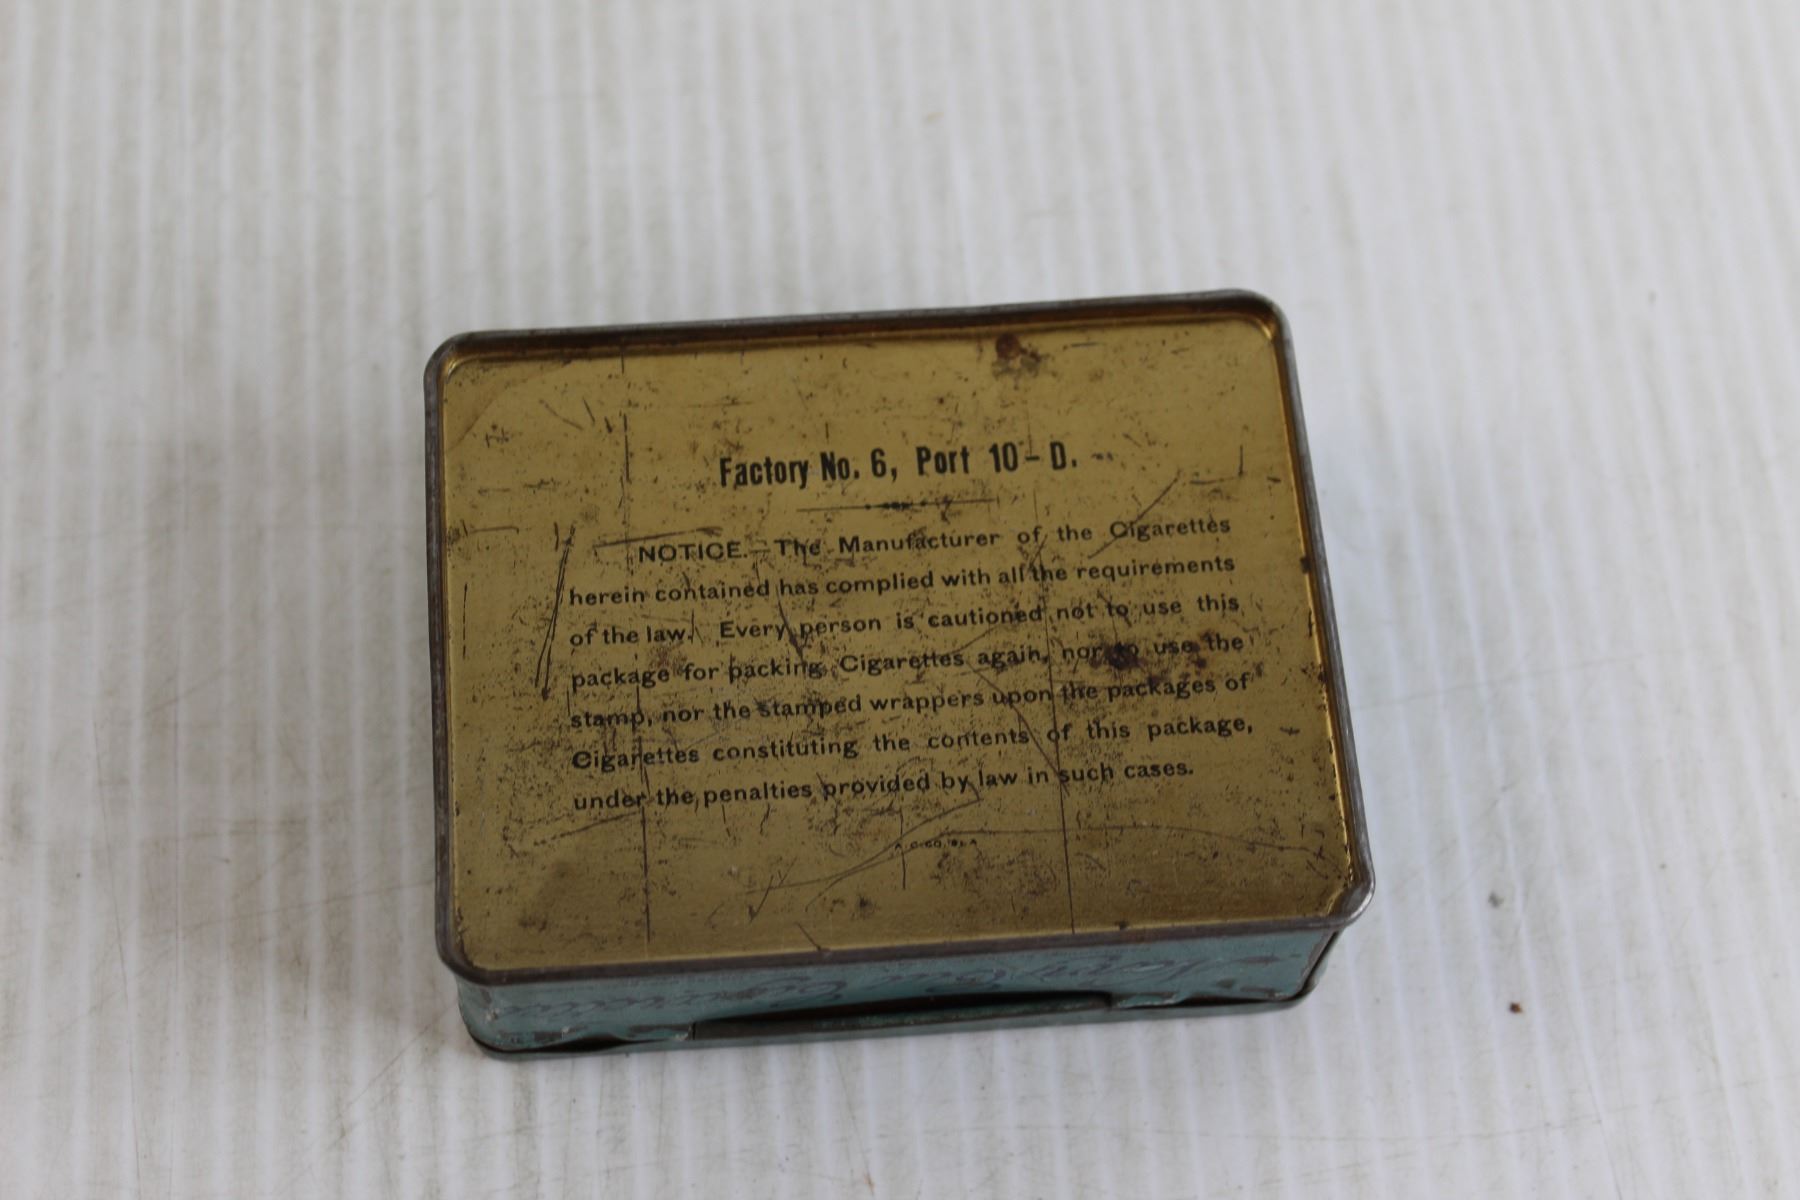 Factory No. 6, Port 10-D.
NOTICE.—The Manufacturer of the Cigarettes
herein contained has complied with all the requirements
of the law. Every person is cautioned not to use this
package for packing Cigarettes again, nor to use the
stamp, nor the stamped wrappers upon the packages of
Cigarettes constituting the contents of this package,
under the penalties provided by law in such cases.
Navy Cut Cigarettes